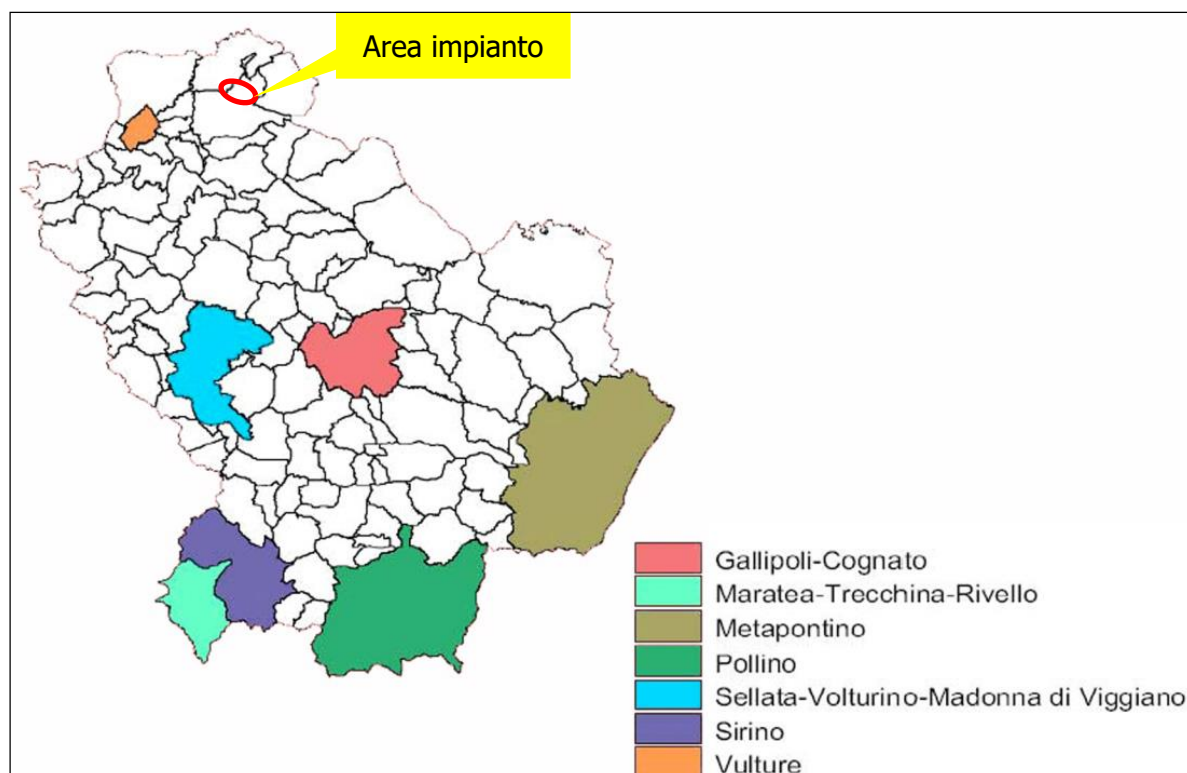 Area impianto
Gallipoli-Cognato
Maratea-Trecchina-Rivello
Metapontino
Pollino
Sellata-Volturino-Madonna di Viggiano
Sirino
Vulture